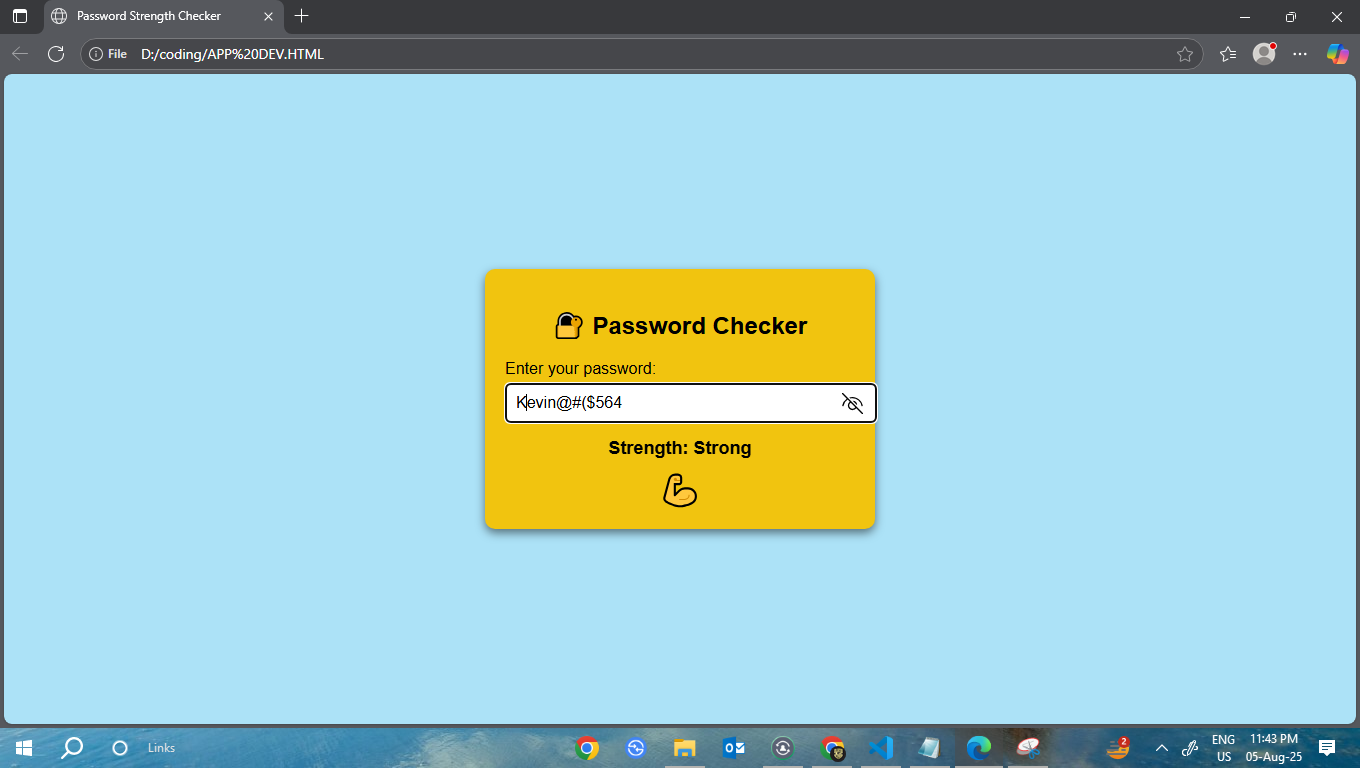 Password Strength Checker
File D:/coding/APP%20DEV.HTML
Password Checker
Enter your password:
Kevin@#($564
Strength: Strong
Links
2
ENG
US
11:43 PM
05-Aug-25